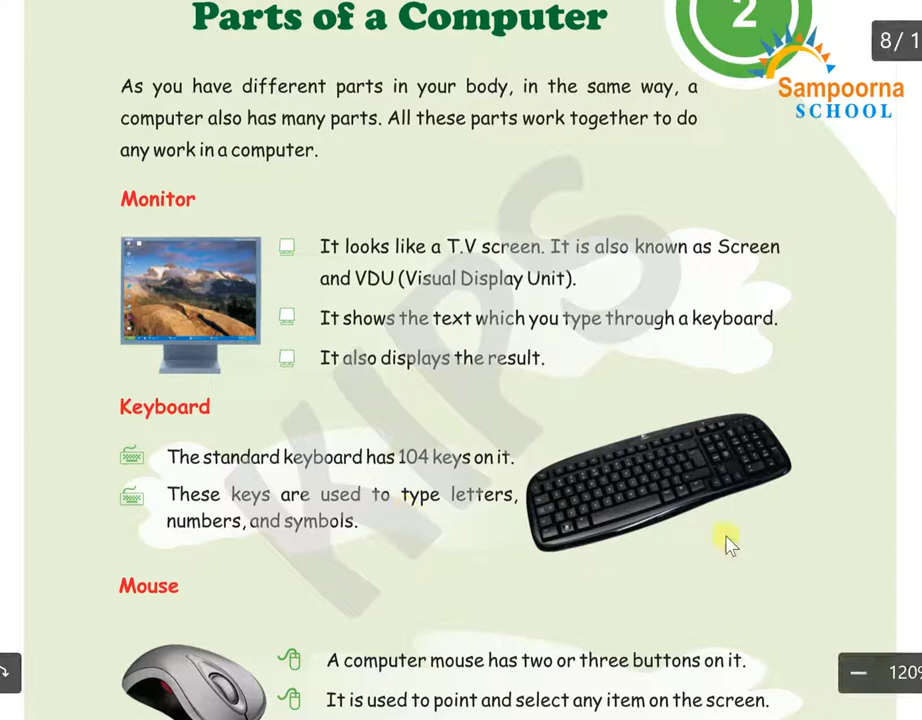 Parts of a Computer
2
8/1
Sampoorna
SCHOOL
As you have different parts in your body, in the same way, a
computer also has many parts. All these parts work together to do
any work in a computer.
Monitor
It looks like a T.V screen. It is also known as Screen
and VDU (Visual Display Unit).
It shows the text which you type through a keyboard.
It also displays the result.
Keyboard
The standard keyboard has 104 keys on it.
These keys are used to type letters,
numbers, and symbols.
KIPS
Mouse
A computer mouse has two or three buttons on it.
It is used to point and select any item on the screen.
120%